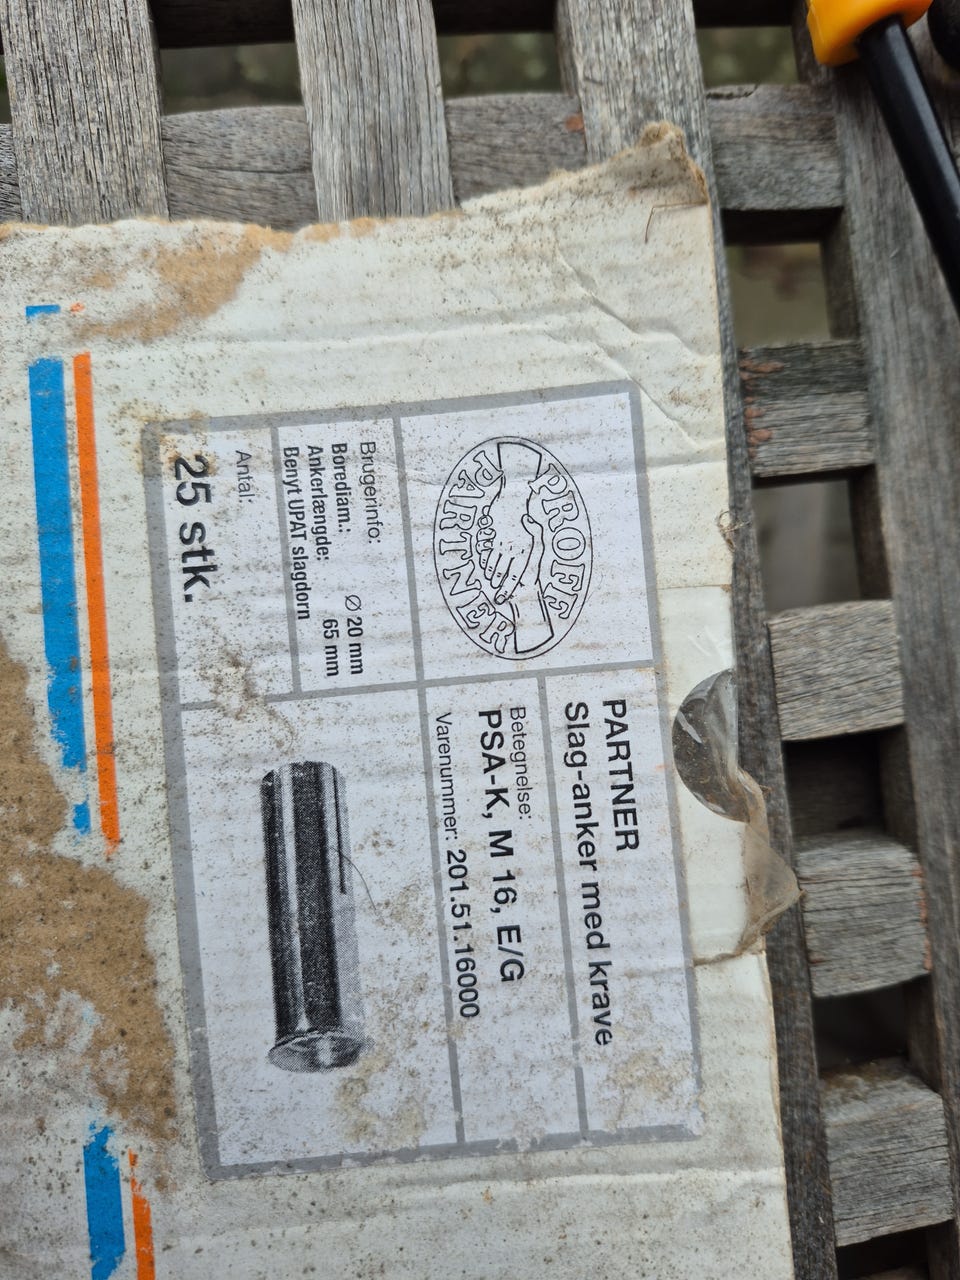 PROFF
PARTNER
PARTNER
Slag-anker med krave
Betegnelse:
PSA-K, M 16, E/G
Varenummer: 201.51.16000
Brugerinfo:
Borediam.: Ø 20 mm
Ankerlængde: 65 mm
Benyt UPAT slagdorn
Antal:
25 stk.